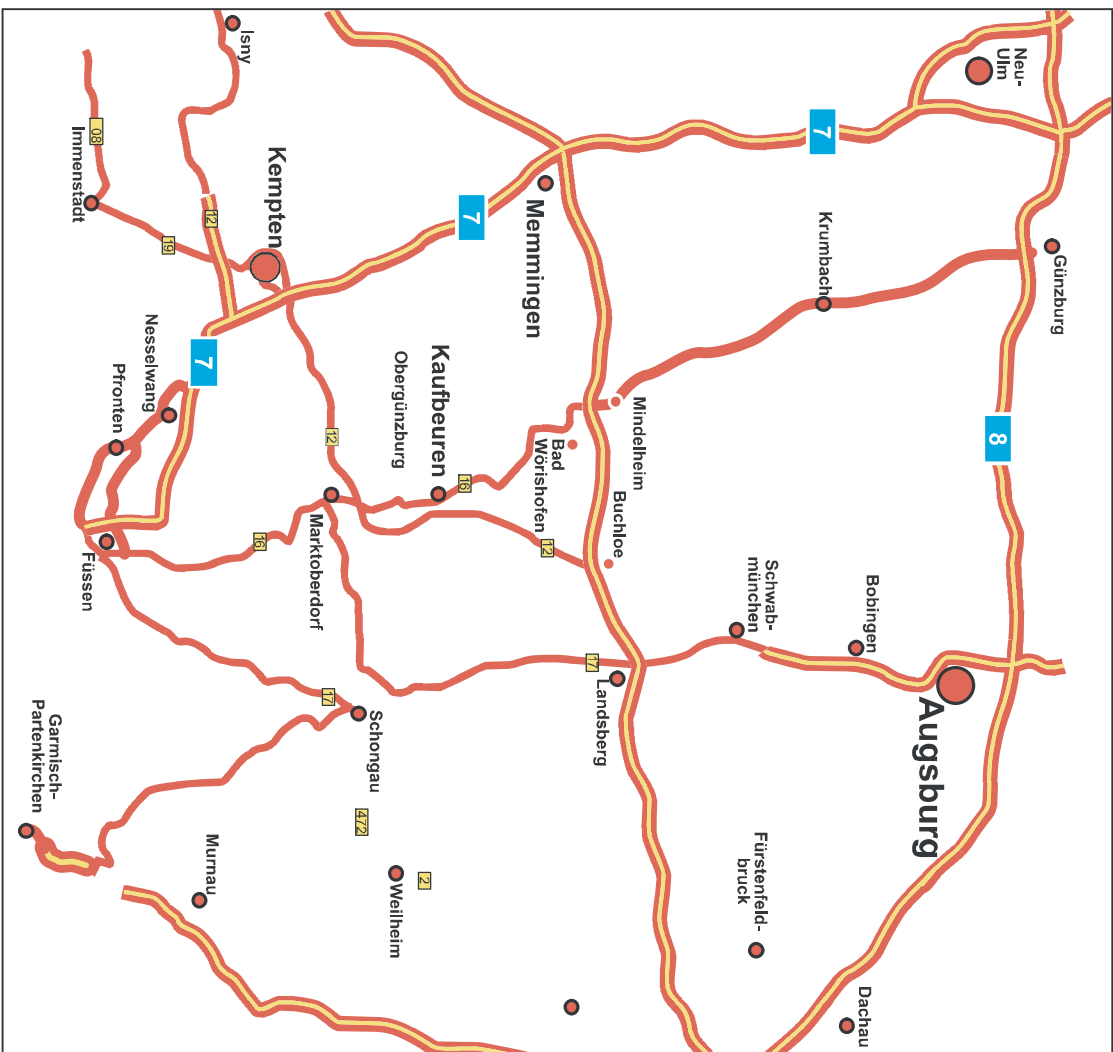 Neu-
Ulm
7
8
Günzburg
Krumbach
Augsburg
Bobingen
Schwab-
münchen
Dachau
Fürstenfeld-
bruck
Memmingen
7
Mindelheim
Bad
Wörishofen
Buchloe
Landsberg
17
12
16
Kaufbeuren
Obergünzburg
Isny
Kempten
12
12
19
08
Immenstadt
7
Nesselwang
Pfronten
Füssen
16
Marktoberdorf
17
Schongau
472
2
Weilheim
Murnau
Garmisch-
Partenkirchen